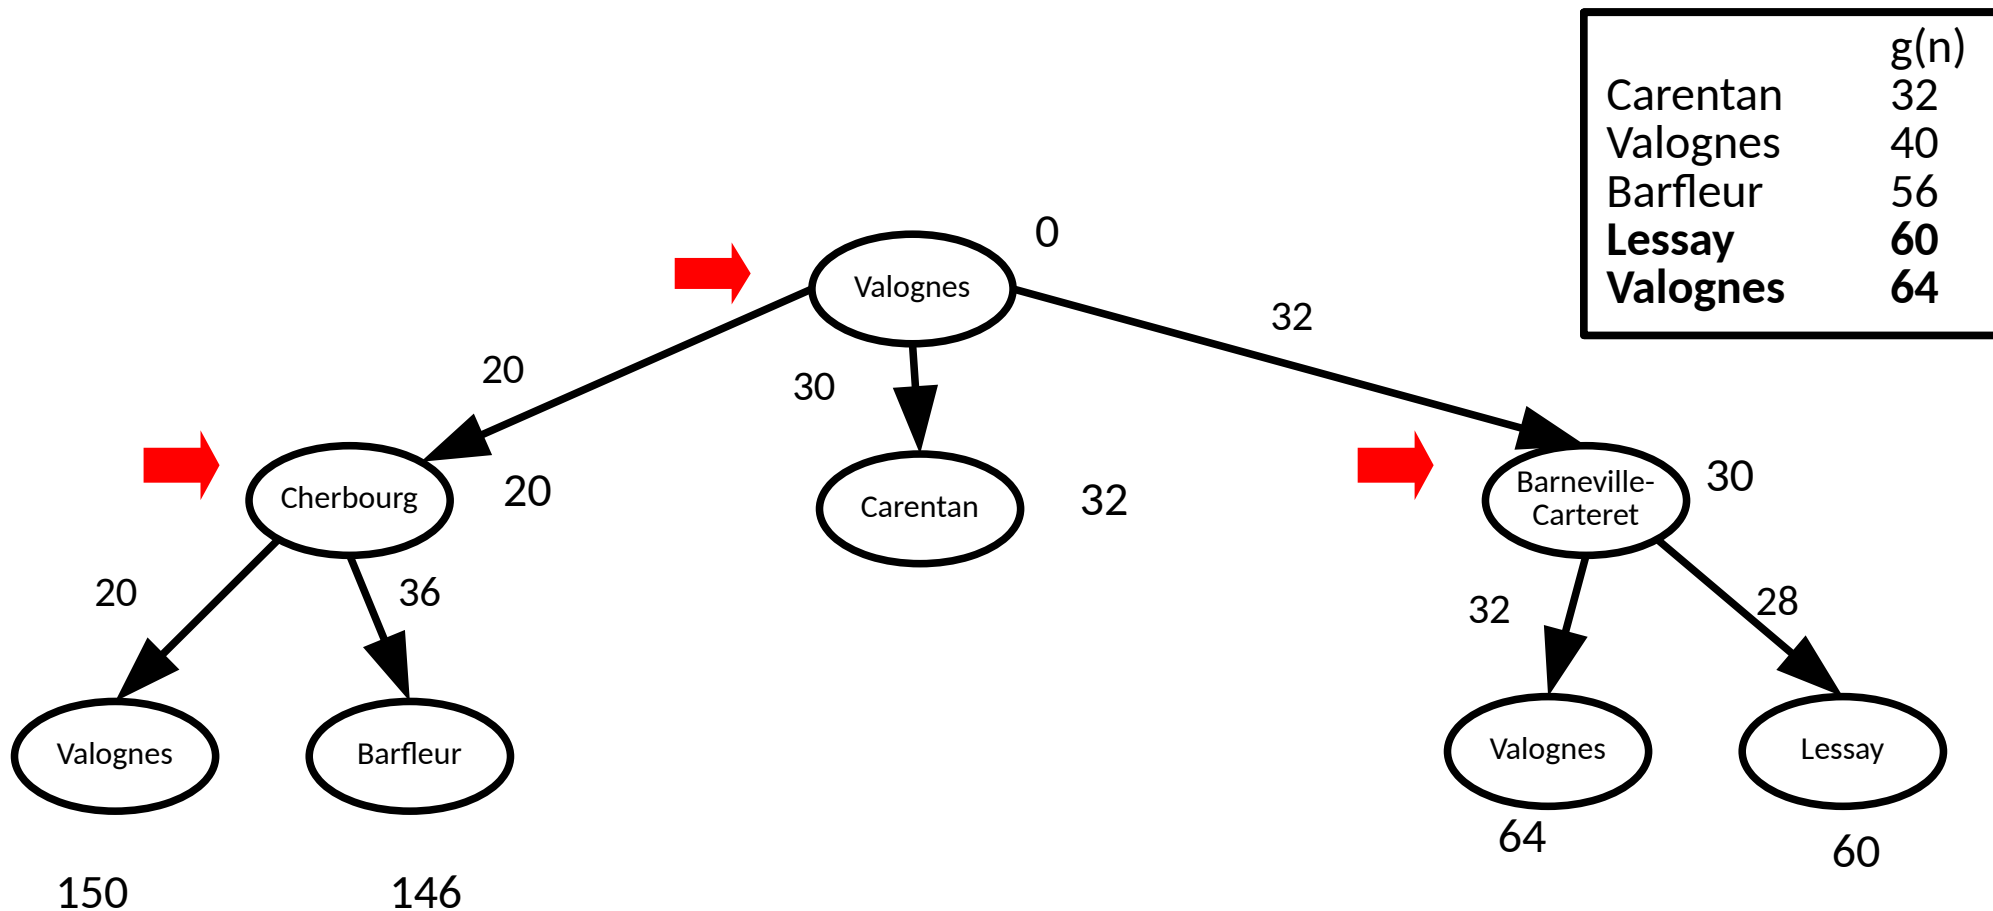 g(n)
Carentan 32
Valognes 40
Barfleur 56
Lessay 60
Valognes 64
0
Valognes
32
20
30
Cherbourg
20
Carentan
32
Barneville-
Carteret
30
20
36
32
28
Valognes
Barfleur
Valognes
Lessay
64
60
150
146